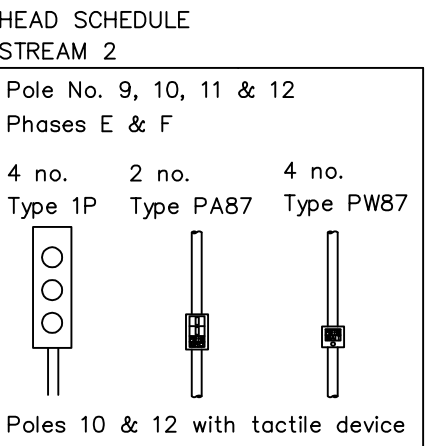 HEAD SCHEDULE
STREAM 2
Pole No. 9, 10, 11 & 12
Phases E & F
4 no. 2 no. 4 no.
Type 1P Type PA87 Type PW87
Poles 10 & 12 with tactile device